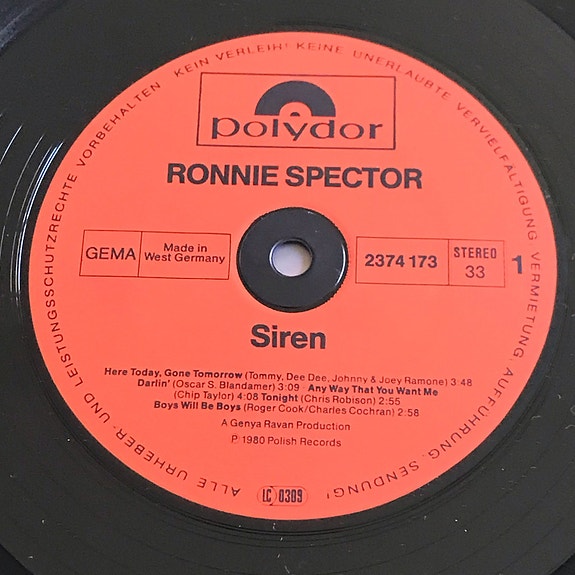 ALLE URHEBER- UND LEISTUNGSSCHUTZRECHTE VORBEHALTEN KEIN VERLEIH! KEINE UNERLAUBTE VERVIELFÄLTIGUNG, VERMIETUNG, AUFFÜHRUNG, SENDUNG!
polydor
RONNIE SPECTOR
GEMA
Made in
West Germany
2374 173
STEREO
33
1
Siren
Here Today, Gone Tomorrow (Tommy, Dee Dee, Johnny & Joey Ramone) 3:48
Darlin' (Oscar S. Blandamer) 3:09 · Any Way That You Want Me
(Chip Taylor) 4:08 Tonight (Chris Robison) 2:55
Boys Will Be Boys (Roger Cook/Charles Cochran) 2:58
A Genya Ravan Production
P 1980 Polish Records
LC 0309